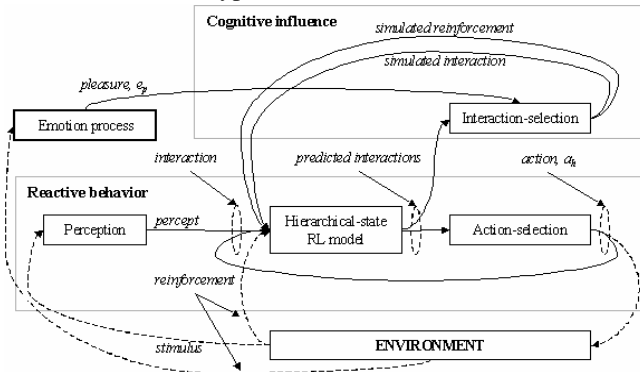 Cognitive influence
simulated reinforcement
simulated interaction
pleasure, eₚ
Emotion process
Interaction-selection
interaction
predicted interactions
action, aₕ
Reactive behavior
Perception
percept
Hierarchical-state
RL model
Action-selection
reinforcement
stimulus
ENVIRONMENT